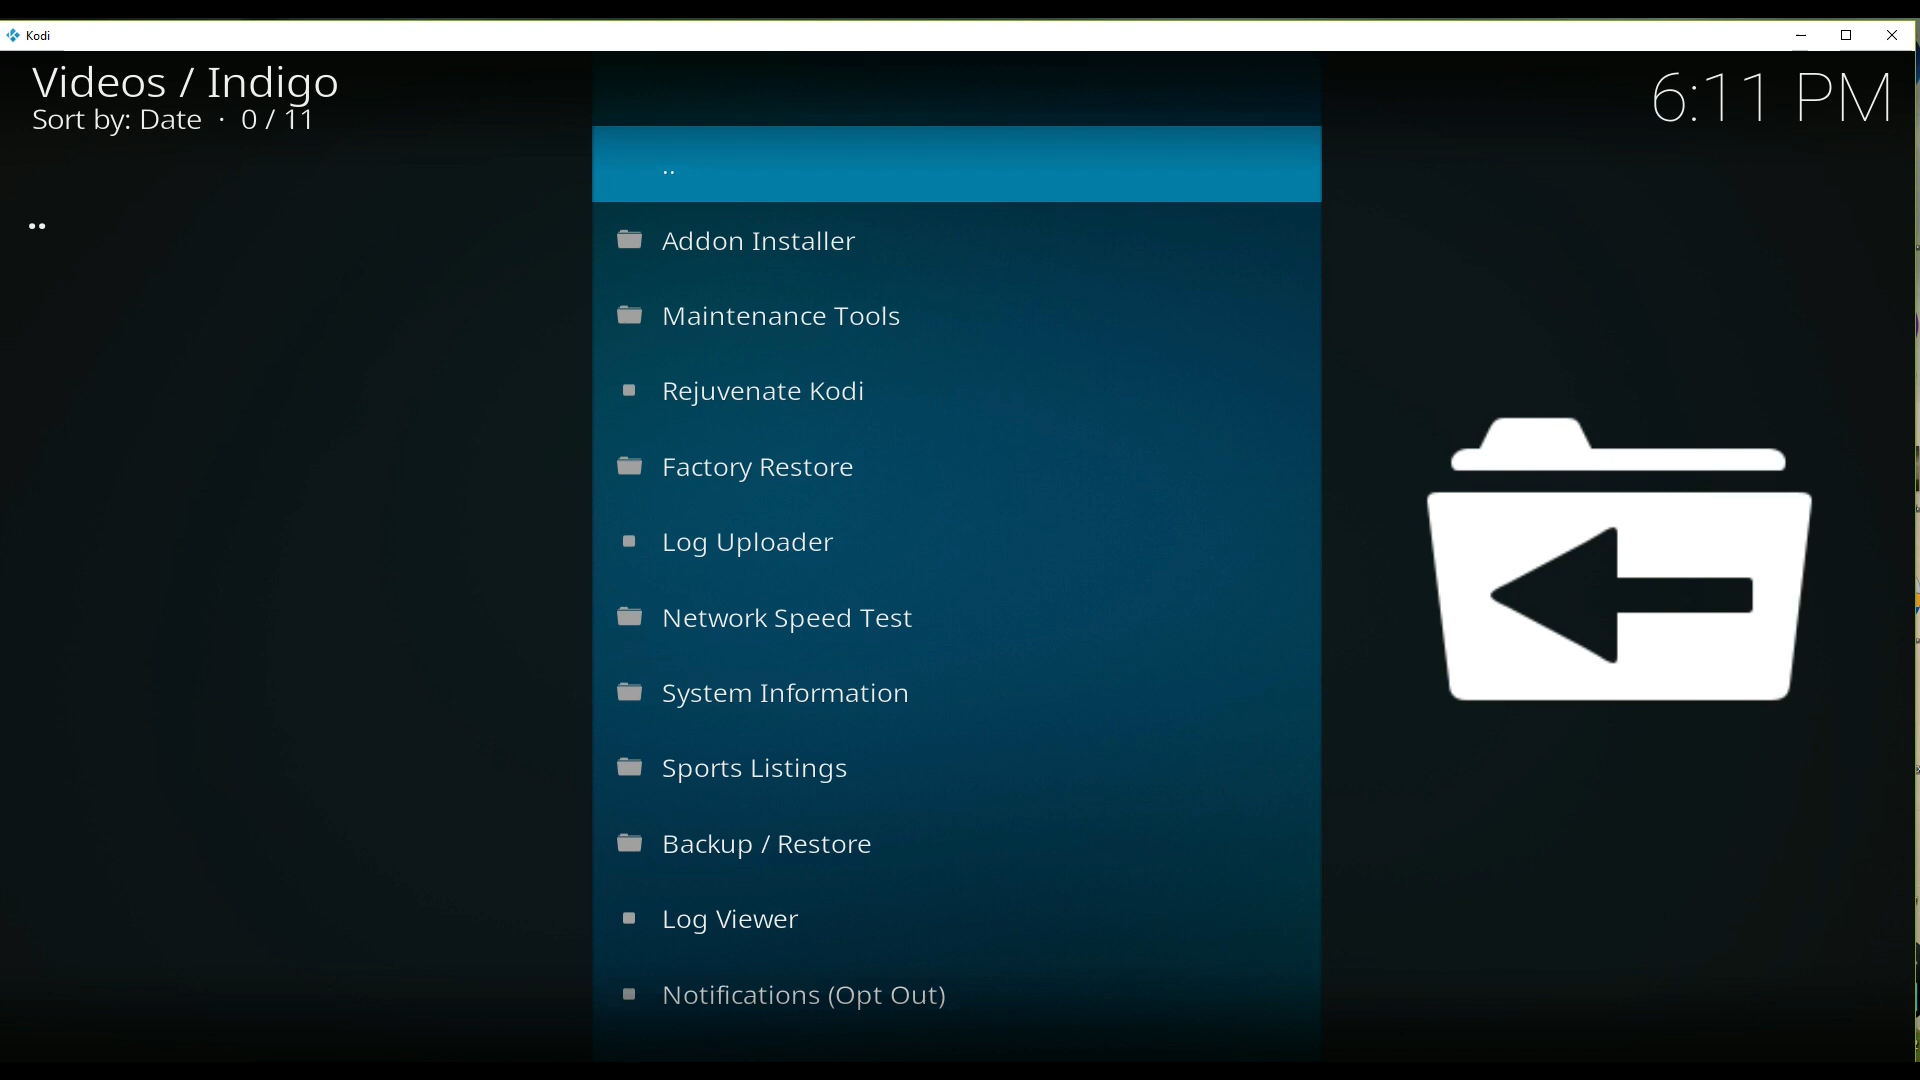 Kodi
Videos / Indigo
Sort by: Date · 0 / 11
6:11 PM
..
..
Addon Installer
Maintenance Tools
Rejuvenate Kodi
Factory Restore
Log Uploader
Network Speed Test
System Information
Sports Listings
Backup / Restore
Log Viewer
Notifications (Opt Out)